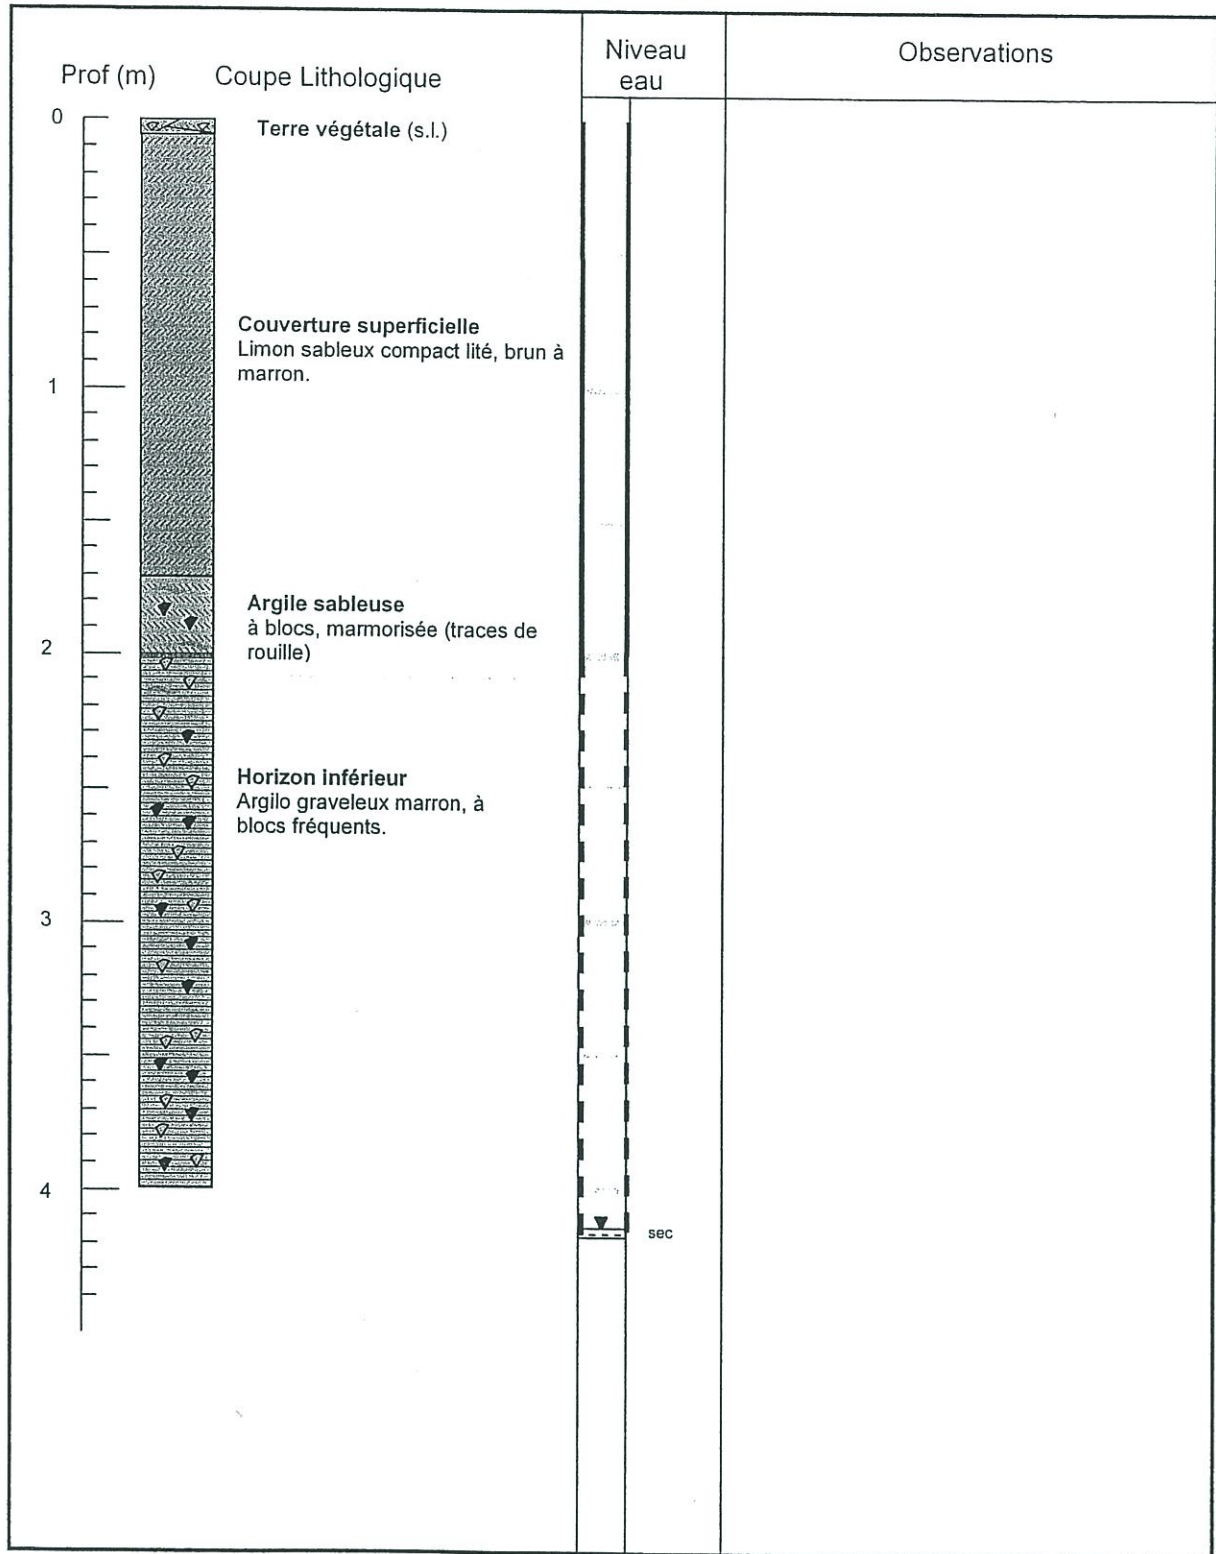 Prof (m)
Coupe Lithologique
Niveau
eau
Observations
0
Terre végétale (s.l.)
Couverture superficielle
Limon sableux compact lité, brun à
marron.
1
Argile sableuse
à blocs, marmorisée (traces de
rouille)
2
Horizon inférieur
Argilo graveleux marron, à
blocs fréquents.
3
4
sec